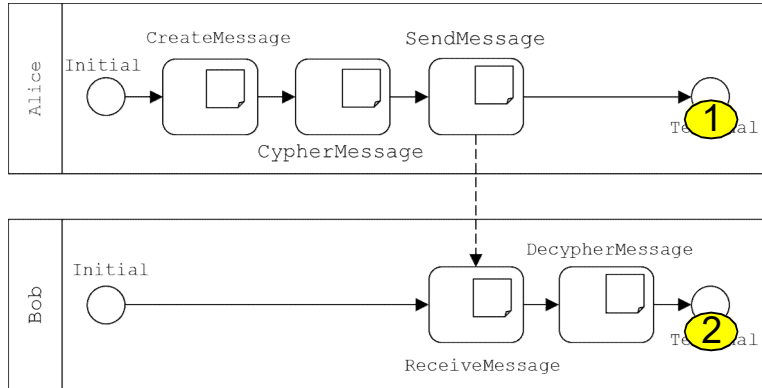 Alice
CreateMessage
SendMessage
Initial
CypherMessage
1
Bob
Initial
DecypherMessage
ReceiveMessage
2